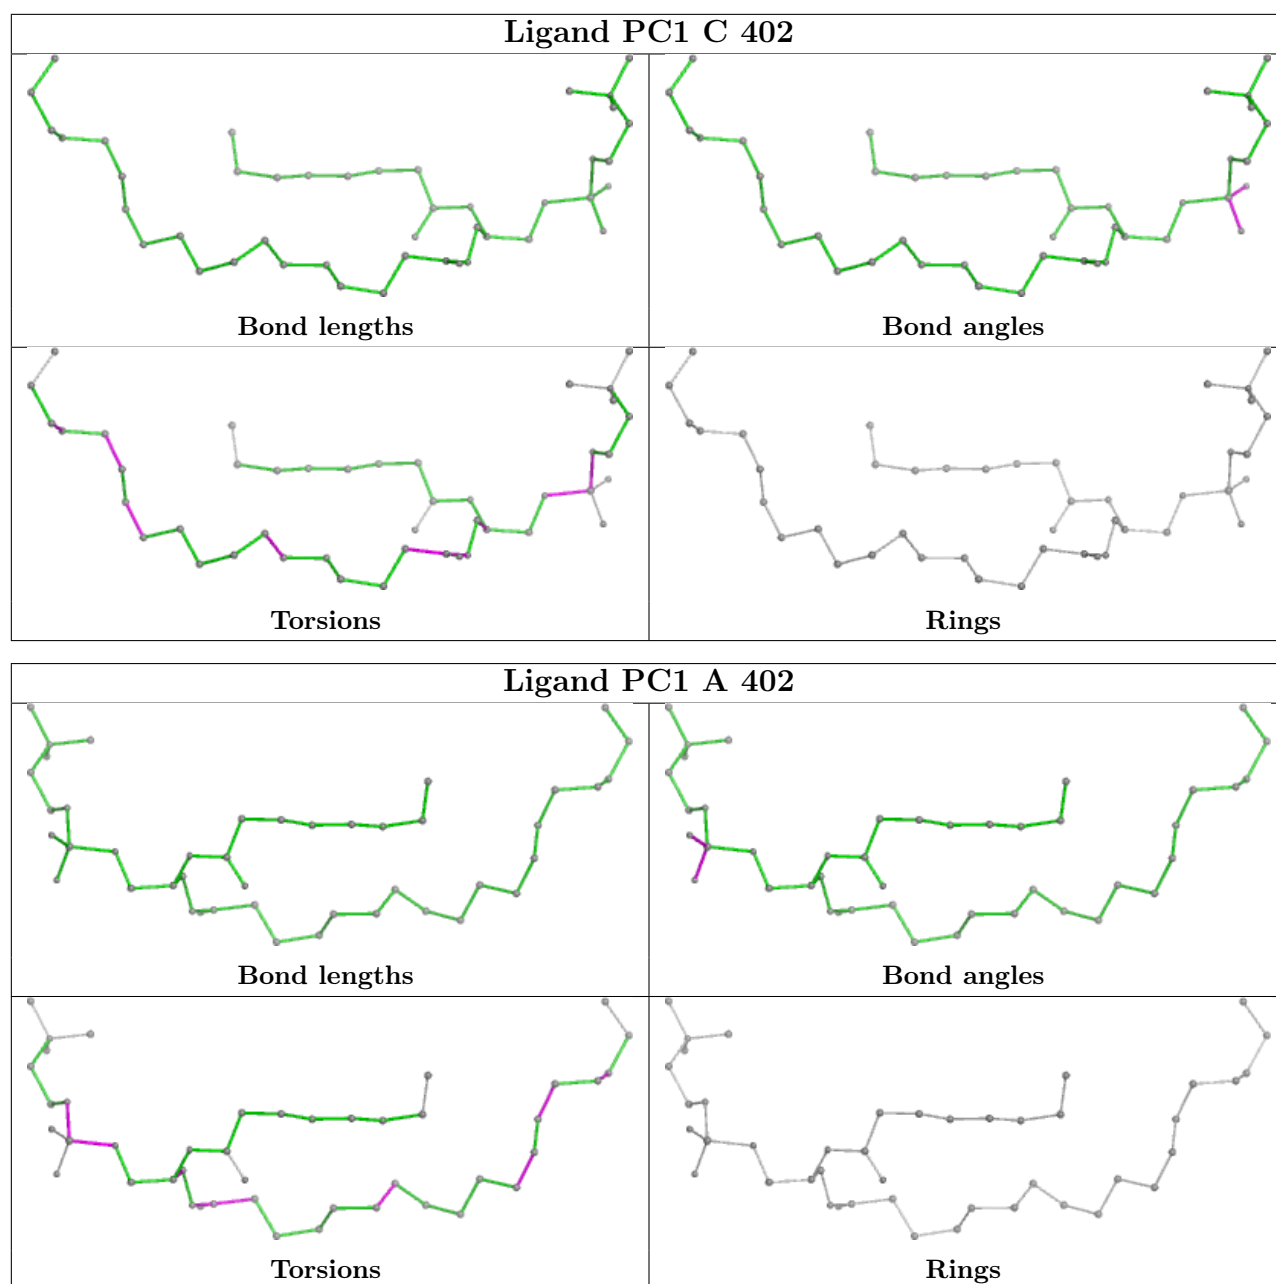 Ligand PC1 C 402
Bond lengths
Bond angles
Torsions
Rings
Ligand PC1 A 402
Bond lengths
Bond angles
Torsions
Rings